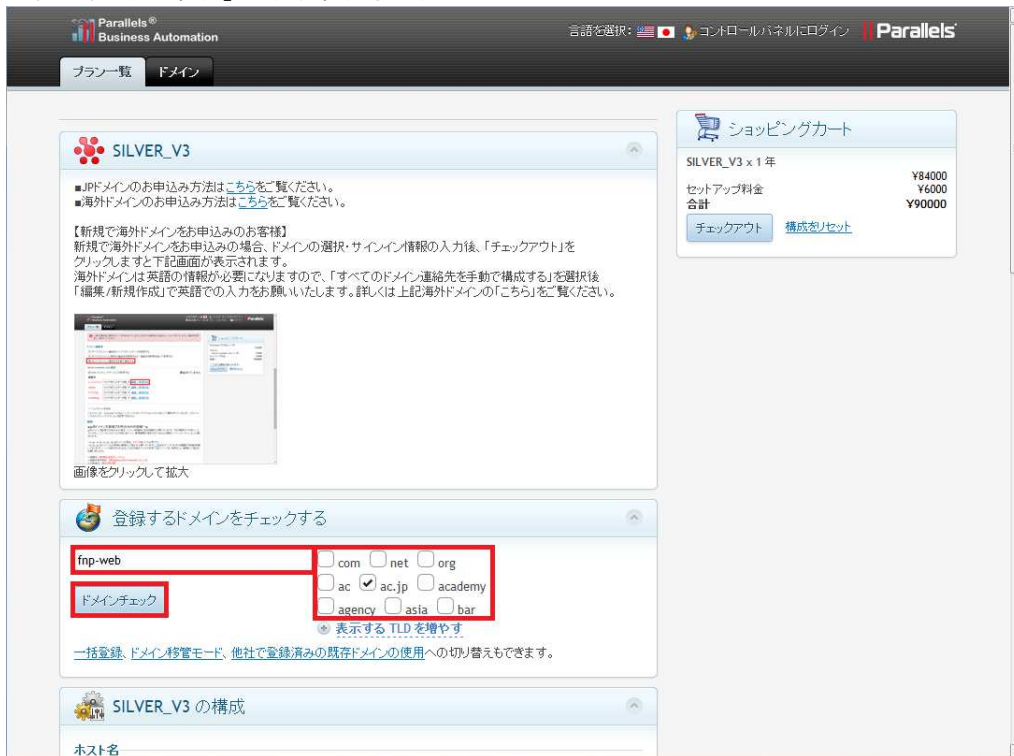 Parallels®
Business Automation
言語を選択:
コントロールパネルにログイン
Parallels
プラン一覧
ドメイン
SILVER_V3
■JPドメインのお申込み方法はこちらをご覧ください。
■海外ドメインのお申込み方法はこちらをご覧ください。
【新規で海外ドメインをお申込みのお客様】
新規で海外ドメインをお申込みの場合、ドメインの選択・サインイン情報の入力後、「チェックアウト」を
クリックしますと下記画面が表示されます。
海外ドメインは英語の情報が必要になりますので、「すべてのドメイン連絡先を手動で構成する」を選択後
「編集/新規作成」で英語での入力をお願いいたします。詳しくは上記海外ドメインの「こちら」をご覧ください。
画像をクリックして拡大
登録するドメインをチェックする
fnp-web
com net org
ac ac.jp academy
agency asia bar
ドメインチェック
表示する TLD を増やす
一括登録、ドメイン移管モード、他社で登録済みの既存ドメインの使用への切り替えもできます。
SILVER_V3 の構成
ホスト名
ショッピングカート
SILVER_V3 x 1 年
¥84000
セットアップ料金 ¥6000
合計 ¥90000
チェックアウト 構成をリセット